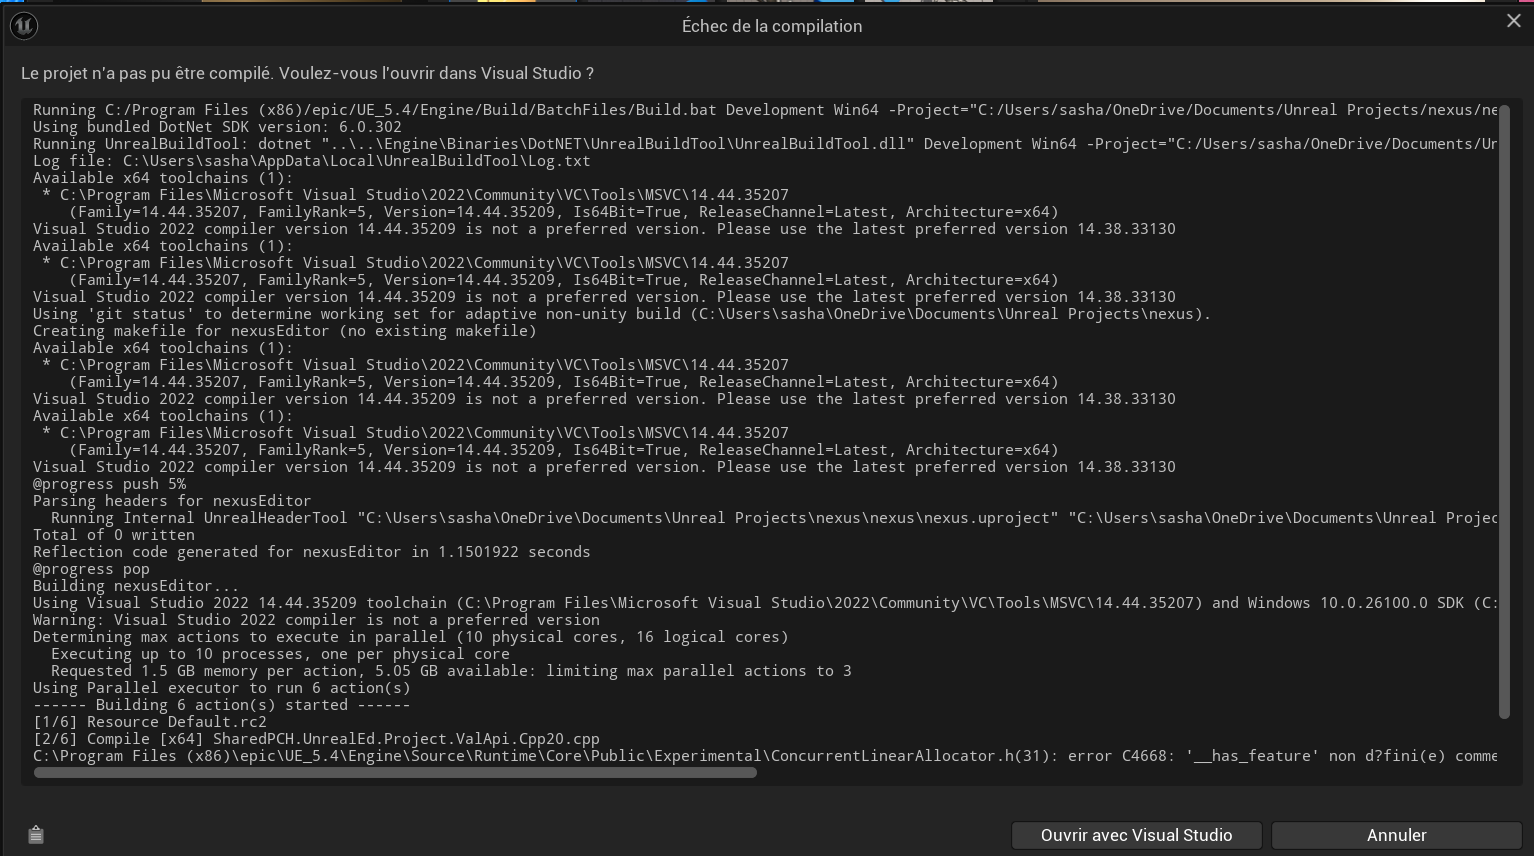 Échec de la compilation
Le projet n'a pas pu être compilé. Voulez-vous l'ouvrir dans Visual Studio ?
Running C:/Program Files (x86)/epic/UE_5.4/Engine/Build/BatchFiles/Build.bat Development Win64 -Project="C:/Users/sasha/OneDrive/Documents/Unreal Projects/nexus/ne
Using bundled DotNet SDK version: 6.0.302
Running UnrealBuildTool: dotnet "..\..\Engine\Binaries\DotNET\UnrealBuildTool\UnrealBuildTool.dll" Development Win64 -Project="C:/Users/sasha/OneDrive/Documents/Un
Log file: C:\Users\sasha\AppData\Local\UnrealBuildTool\Log.txt
Available x64 toolchains (1):
 * C:\Program Files\Microsoft Visual Studio\2022\Community\VC\Tools\MSVC\14.44.35207
    (Family=14.44.35207, FamilyRank=5, Version=14.44.35209, Is64Bit=True, ReleaseChannel=Latest, Architecture=x64)
Visual Studio 2022 compiler version 14.44.35209 is not a preferred version. Please use the latest preferred version 14.38.33130
Available x64 toolchains (1):
 * C:\Program Files\Microsoft Visual Studio\2022\Community\VC\Tools\MSVC\14.44.35207
    (Family=14.44.35207, FamilyRank=5, Version=14.44.35209, Is64Bit=True, ReleaseChannel=Latest, Architecture=x64)
Visual Studio 2022 compiler version 14.44.35209 is not a preferred version. Please use the latest preferred version 14.38.33130
Using 'git status' to determine working set for adaptive non-unity build (C:\Users\sasha\OneDrive\Documents\Unreal Projects\nexus).
Creating makefile for nexusEditor (no existing makefile)
Available x64 toolchains (1):
 * C:\Program Files\Microsoft Visual Studio\2022\Community\VC\Tools\MSVC\14.44.35207
    (Family=14.44.35207, FamilyRank=5, Version=14.44.35209, Is64Bit=True, ReleaseChannel=Latest, Architecture=x64)
Visual Studio 2022 compiler version 14.44.35209 is not a preferred version. Please use the latest preferred version 14.38.33130
Available x64 toolchains (1):
 * C:\Program Files\Microsoft Visual Studio\2022\Community\VC\Tools\MSVC\14.44.35207
    (Family=14.44.35207, FamilyRank=5, Version=14.44.35209, Is64Bit=True, ReleaseChannel=Latest, Architecture=x64)
Visual Studio 2022 compiler version 14.44.35209 is not a preferred version. Please use the latest preferred version 14.38.33130
@progress push 5%
Parsing headers for nexusEditor
  Running Internal UnrealHeaderTool "C:\Users\sasha\OneDrive\Documents\Unreal Projects\nexus\nexus\nexus.uproject" "C:\Users\sasha\OneDrive\Documents\Unreal Projec
Total of 0 written
Reflection code generated for nexusEditor in 1.1501922 seconds
@progress pop
Building nexusEditor...
Using Visual Studio 2022 14.44.35209 toolchain (C:\Program Files\Microsoft Visual Studio\2022\Community\VC\Tools\MSVC\14.44.35207) and Windows 10.0.26100.0 SDK (C:
Warning: Visual Studio 2022 compiler is not a preferred version
Determining max actions to execute in parallel (10 physical cores, 16 logical cores)
  Executing up to 10 processes, one per physical core
  Requested 1.5 GB memory per action, 5.05 GB available: limiting max parallel actions to 3
Using Parallel executor to run 6 action(s)
------ Building 6 action(s) started ------
[1/6] Resource Default.rc2
[2/6] Compile [x64] SharedPCH.UnrealEd.Project.ValApi.Cpp20.cpp
C:\Program Files (x86)\epic\UE_5.4\Engine\Source\Runtime\Core\Public\Experimental\ConcurrentLinearAllocator.h(31): error C4668: '__has_feature' non d?fini(e) comme
Ouvrir avec Visual Studio
Annuler